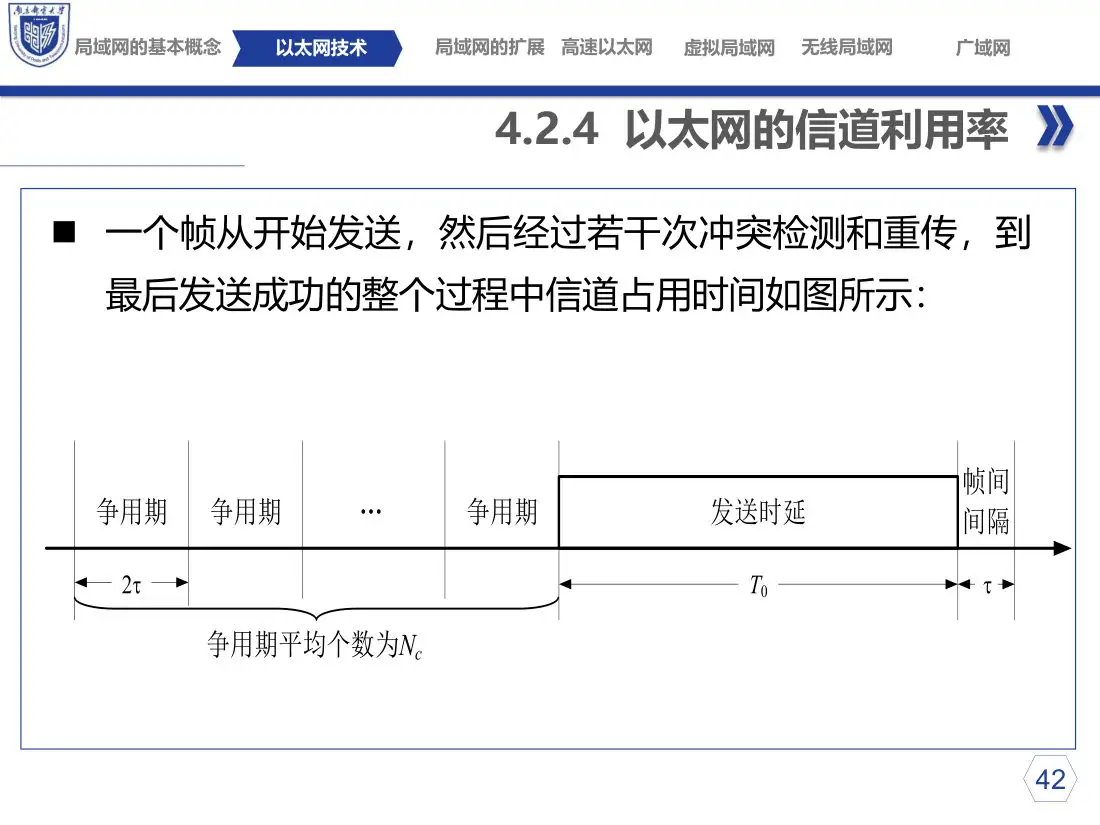 南京邮电大学
局域网的基本概念 以太网技术 局域网的扩展 高速以太网 虚拟局域网 无线局域网 广域网
4.2.4 以太网的信道利用率
■ 一个帧从开始发送，然后经过若干次冲突检测和重传，到
最后发送成功的整个过程中信道占用时间如图所示：
争用期 争用期 … 争用期 发送时延 帧间
间隔
2τ T₀ τ
争用期平均个数为Nc
42